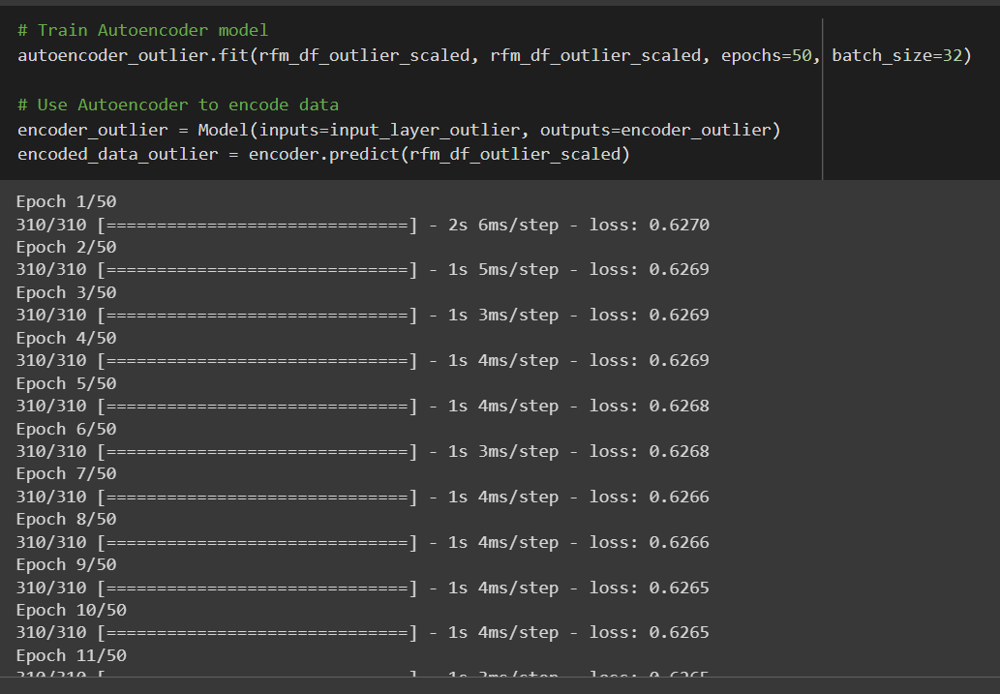 # Train Autoencoder model
autoencoder_outlier.fit(rfm_df_outlier_scaled, rfm_df_outlier_scaled, epochs=50, batch_size=32)
# Use Autoencoder to encode data
encoder_outlier = Model(inputs=input_layer_outlier, outputs=encoder_outlier)
encoded_data_outlier = encoder.predict(rfm_df_outlier_scaled)
Epoch 1/50
310/310 [==============================] - 2s 6ms/step - loss: 0.6270
Epoch 2/50
310/310 [==============================] - 1s 5ms/step - loss: 0.6269
Epoch 3/50
310/310 [==============================] - 1s 3ms/step - loss: 0.6269
Epoch 4/50
310/310 [==============================] - 1s 4ms/step - loss: 0.6269
Epoch 5/50
310/310 [==============================] - 1s 4ms/step - loss: 0.6268
Epoch 6/50
310/310 [==============================] - 1s 3ms/step - loss: 0.6268
Epoch 7/50
310/310 [==============================] - 1s 4ms/step - loss: 0.6266
Epoch 8/50
310/310 [==============================] - 1s 4ms/step - loss: 0.6266
Epoch 9/50
310/310 [==============================] - 1s 4ms/step - loss: 0.6265
Epoch 10/50
310/310 [==============================] - 1s 4ms/step - loss: 0.6265
Epoch 11/50